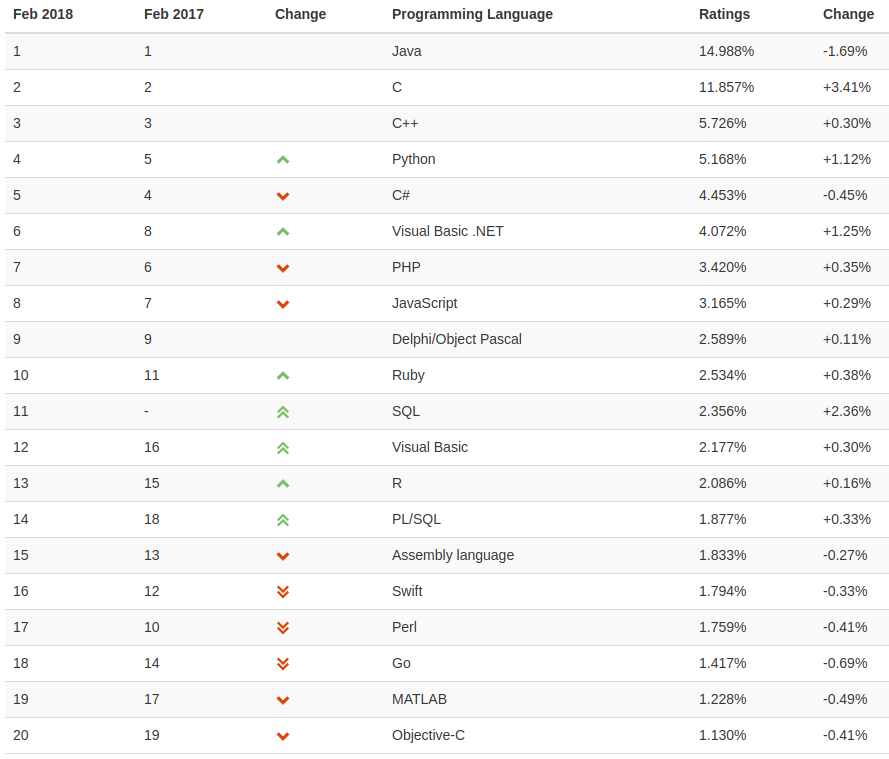 Feb 2018 Feb 2017 Change Programming Language Ratings Change
1 1 Java 14.988% -1.69%
2 2 C 11.857% +3.41%
3 3 C++ 5.726% +0.30%
4 5 Python 5.168% +1.12%
5 4 C# 4.453% -0.45%
6 8 Visual Basic .NET 4.072% +1.25%
7 6 PHP 3.420% +0.35%
8 7 JavaScript 3.165% +0.29%
9 9 Delphi/Object Pascal 2.589% +0.11%
10 11 Ruby 2.534% +0.38%
11 - SQL 2.356% +2.36%
12 16 Visual Basic 2.177% +0.30%
13 15 R 2.086% +0.16%
14 18 PL/SQL 1.877% +0.33%
15 13 Assembly language 1.833% -0.27%
16 12 Swift 1.794% -0.33%
17 10 Perl 1.759% -0.41%
18 14 Go 1.417% -0.69%
19 17 MATLAB 1.228% -0.49%
20 19 Objective-C 1.130% -0.41%